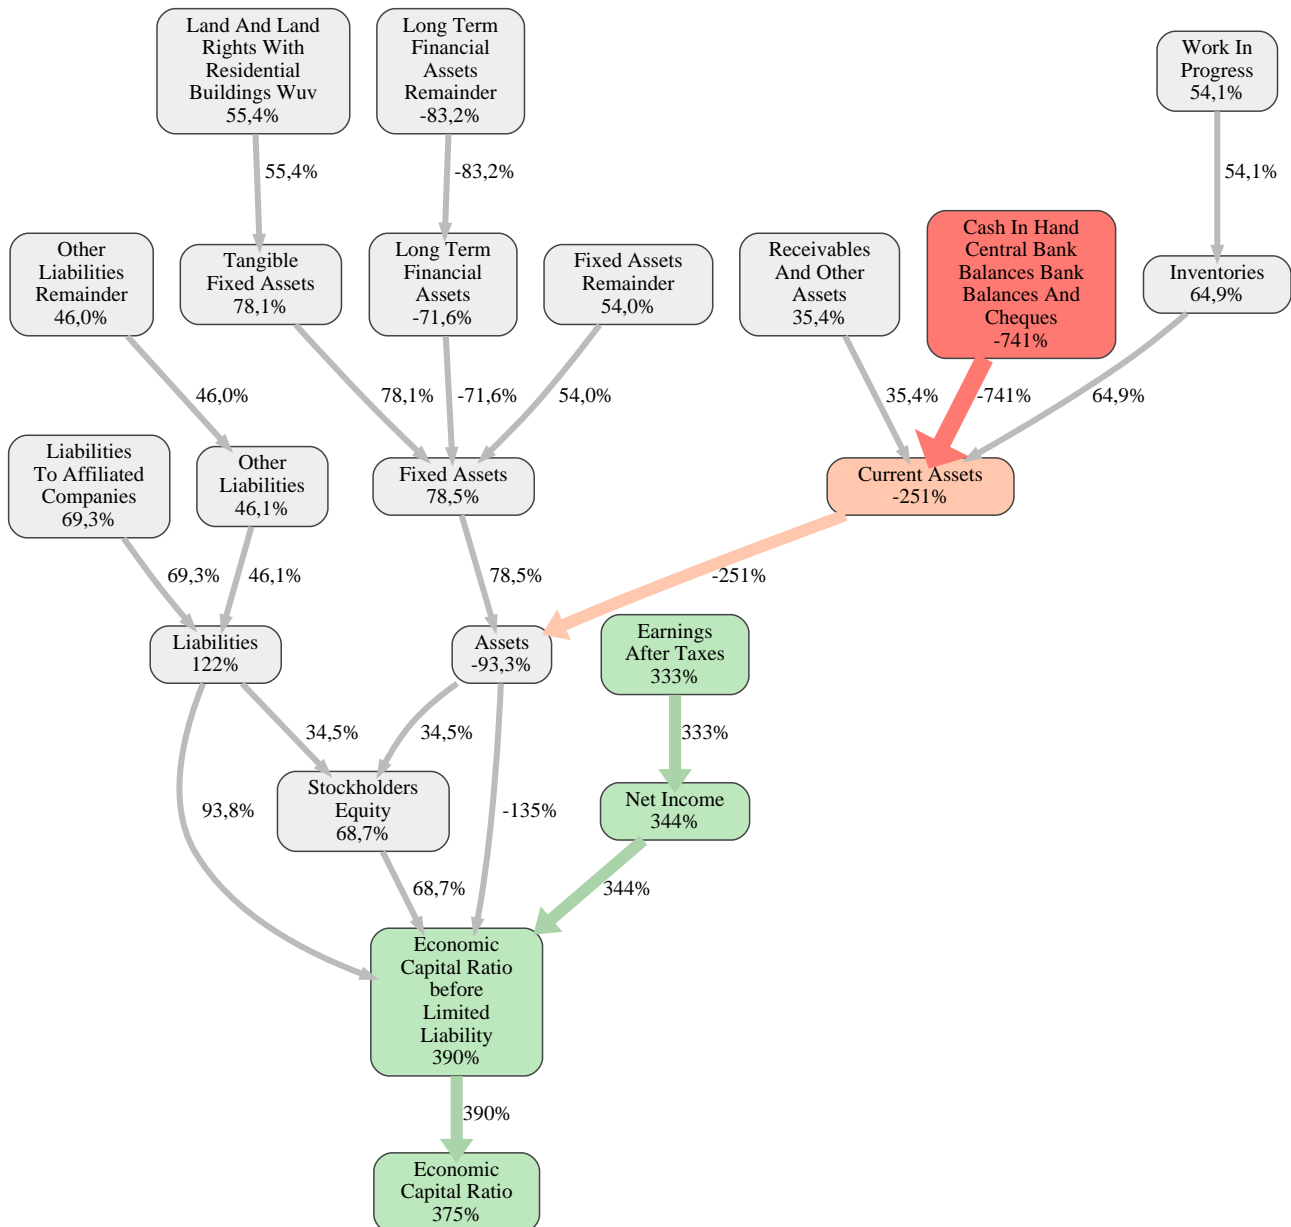 Land And Land
Rights With
Residential
Buildings Wuv
55,4%
Long Term
Financial
Assets
Remainder
-83,2%
Work In
Progress
54,1%
55,4%
-83,2%
54,1%
Other
Liabilities
Remainder
46,0%
Tangible
Fixed Assets
78,1%
Long Term
Financial
Assets
-71,6%
Fixed Assets
Remainder
54,0%
Receivables
And Other
Assets
35,4%
Cash In Hand
Central Bank
Balances Bank
Balances And
Cheques
-741%
Inventories
64,9%
46,0%
78,1%
-71,6%
54,0%
35,4%
-741%
64,9%
Liabilities
To Affiliated
Companies
69,3%
Other
Liabilities
46,1%
Fixed Assets
78,5%
Current Assets
-251%
69,3%
46,1%
78,5%
-251%
Liabilities
122%
Assets
-93,3%
Earnings
After Taxes
333%
34,5%
34,5%
333%
93,8%
Stockholders
Equity
68,7%
-135%
Net Income
344%
68,7%
344%
Economic
Capital Ratio
before
Limited
Liability
390%
390%
Economic
Capital Ratio
375%